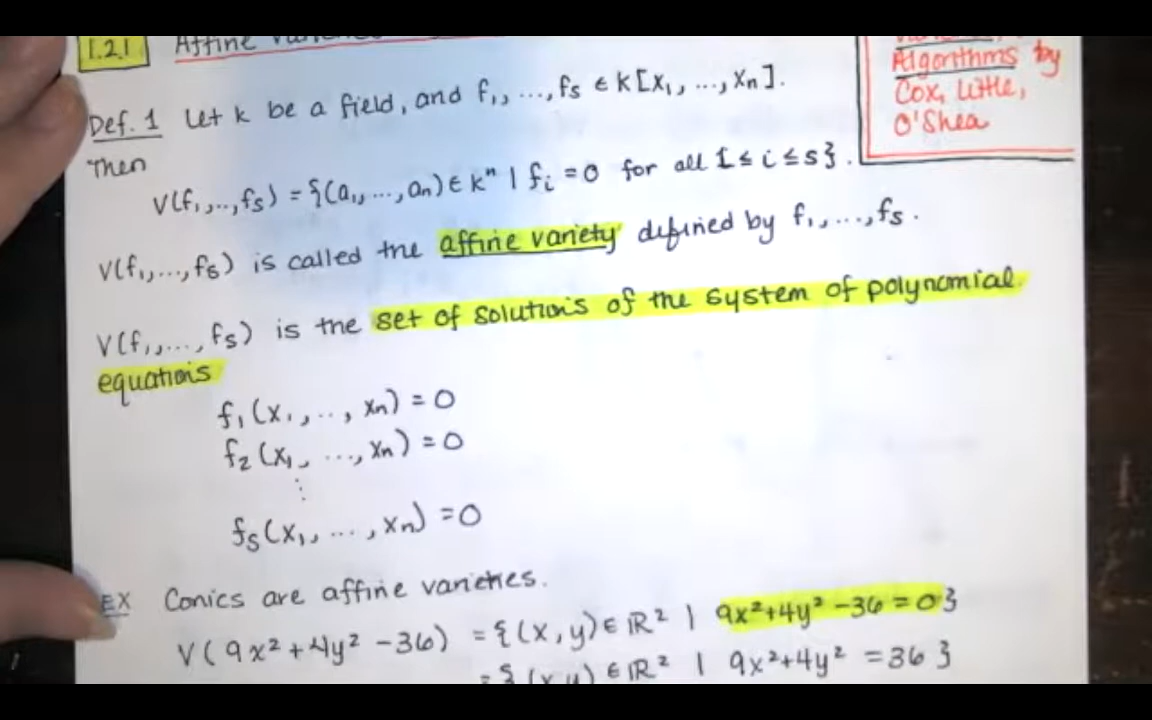 1.2.1 Affine
Algorithms by
Cox, Little,
O'Shea
Def. 1 Let k be a field, and f₁, ..., fs ∈ k[x₁, ..., xn].
Then
V(f₁,..,fs) = {(a₁, ..., an) ∈ kⁿ | fᵢ = 0 for all 1 ≤ i ≤ s}.
V(f₁,...,fs) is called the affine variety defined by f₁,...,fs.
V(f₁,..., fs) is the set of solutions of the system of polynomial
equations
f₁(x₁, .., xn) = 0
f₂(x₁, ..., xn) = 0
⋮
fs(x₁, ..., xn) = 0
EX Conics are affine varieties.
V(9x²+4y²-36) = {(x,y) ∈ ℝ² | 9x²+4y²-36=0}
= {(x,y) ∈ ℝ² | 9x²+4y² = 36}